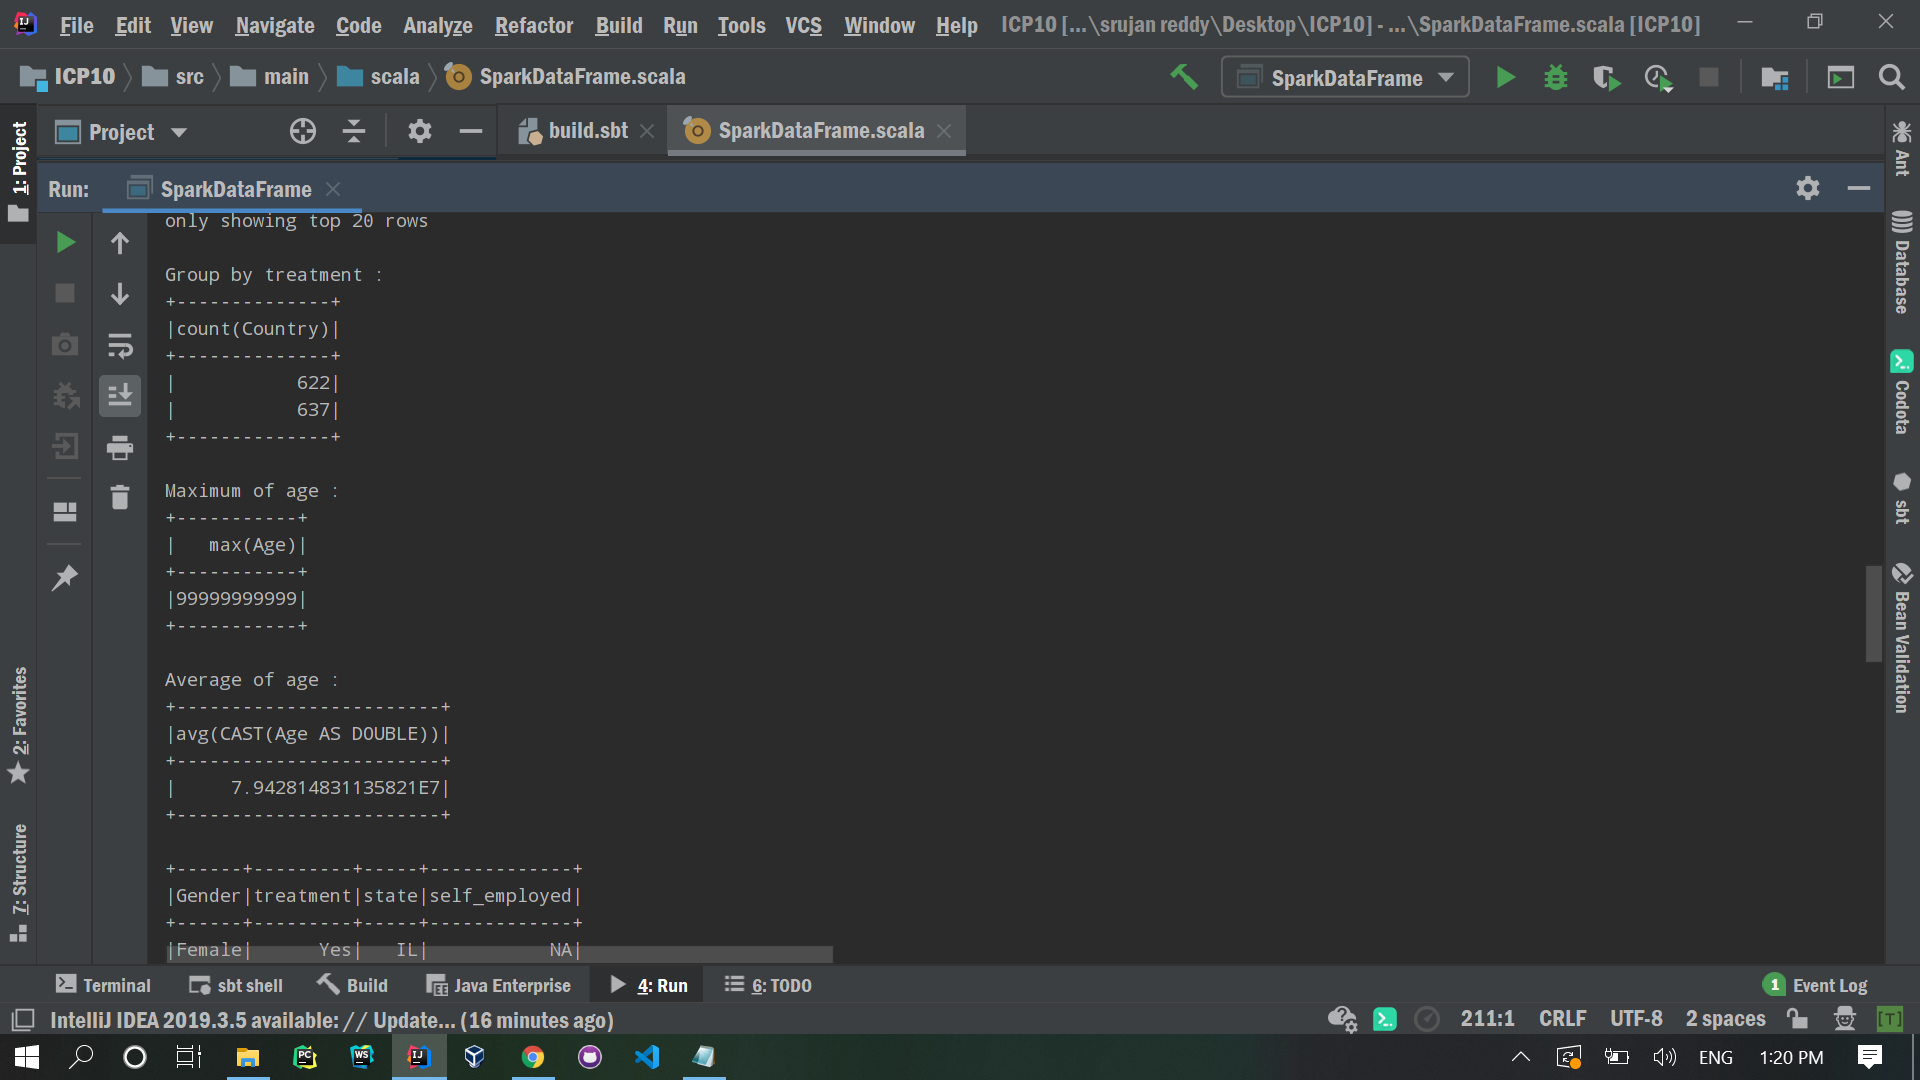 File Edit View Navigate Code Analyze Refactor Build Run Tools VCS Window Help ICP10 [...\srujan reddy\Desktop\ICP10] - ...\SparkDataFrame.scala [ICP10]
ICP10 src main scala SparkDataFrame.scala SparkDataFrame
Project build.sbt SparkDataFrame.scala
Run: SparkDataFrame
only showing top 20 rows
Group by treatment :
+--------------+
|count(Country)|
+--------------+
|           622|
|           637|
+--------------+
Maximum of age :
+-----------+
|   max(Age)|
+-----------+
|99999999999|
+-----------+
Average of age :
+------------------------+
|avg(CAST(Age AS DOUBLE))|
+------------------------+
|     7.942814831135821E7|
+------------------------+
+------+---------+-----+-------------+
|Gender|treatment|state|self_employed|
+------+---------+-----+-------------+
|Female|      Yes|   IL|           NA|
1: Project
2: Favorites
7: Structure
Ant
Database
Codota
sbt
Bean Validation
Terminal sbt shell Build Java Enterprise 4: Run 6: TODO 1 Event Log
IntelliJ IDEA 2019.3.5 available: // Update... (16 minutes ago) 211:1 CRLF UTF-8 2 spaces [T]
ENG 1:20 PM